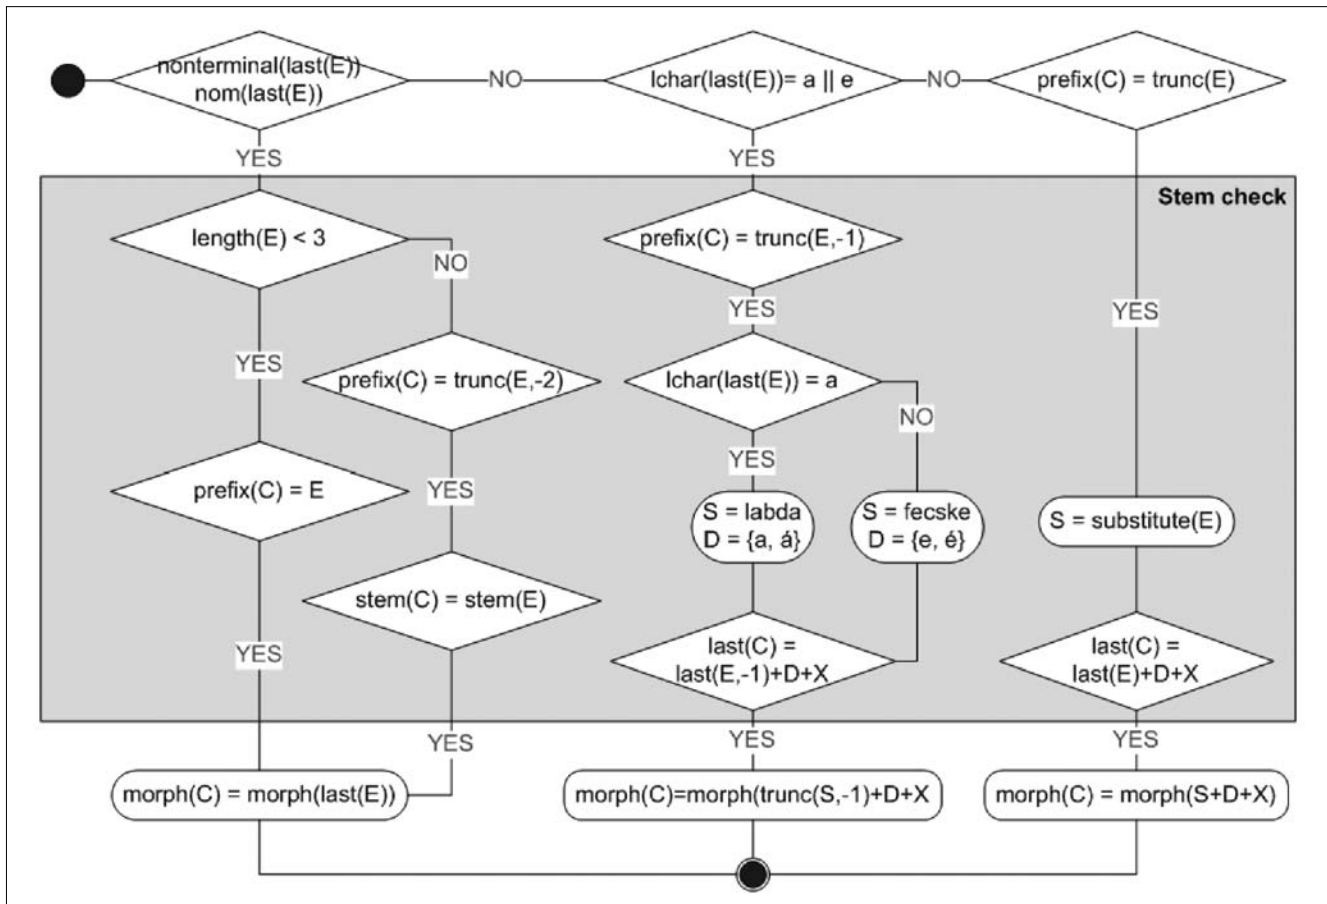 nonterminal(last(E))
nom(last(E))
NO
lchar(last(E))= a || e
NO
prefix(C) = trunc(E)
YES
YES
Stem check
length(E) < 3
NO
prefix(C) = trunc(E,-1)
YES
YES
YES
prefix(C) = trunc(E,-2)
lchar(last(E)) = a
NO
YES
prefix(C) = E
YES
S = labda
D = {a, á}
S = fecske
D = {e, é}
S = substitute(E)
stem(C) = stem(E)
YES
last(C) =
last(E,-1)+D+X
last(C) =
last(E)+D+X
YES
YES
YES
morph(C) = morph(last(E))
morph(C)=morph(trunc(S,-1)+D+X
morph(C) = morph(S+D+X)